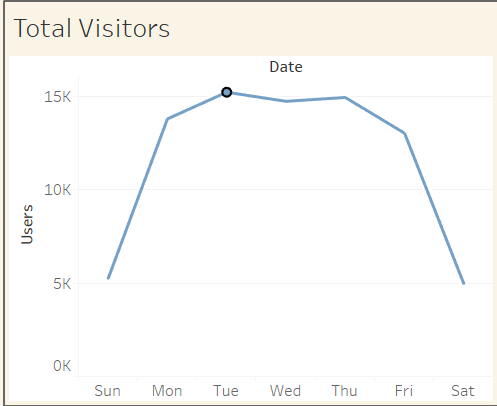 Total Visitors
Date
15K
10K
5K
0K
Users
Sun Mon Tue Wed Thu Fri Sat